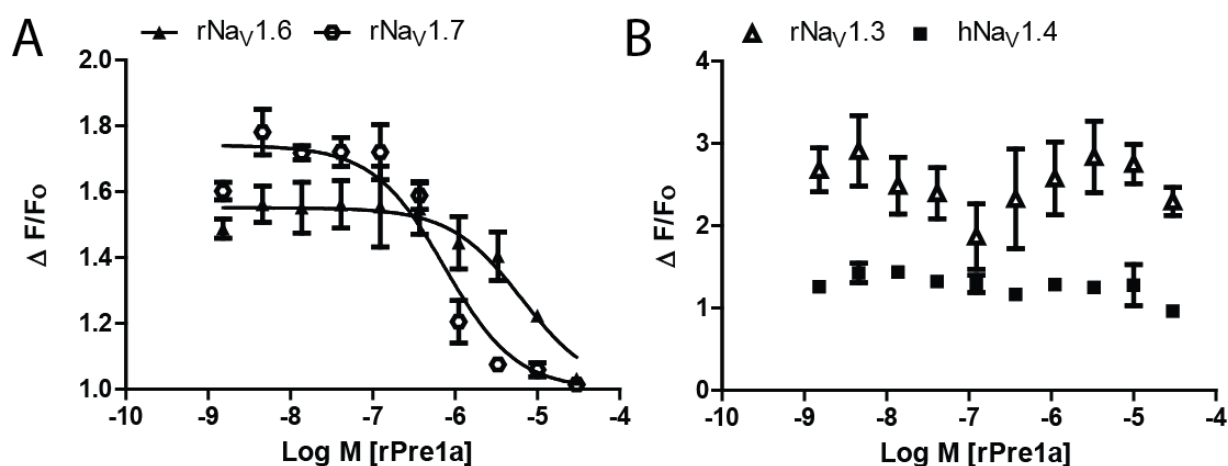 A
rNaV1.6 rNaV1.7
2.0
1.8
1.6
1.4
1.2
1.0
Δ F/Fo
-10 -9 -8 -7 -6 -5 -4
Log M [rPre1a]
B
rNaV1.3 hNaV1.4
4
3
2
1
0
Δ F/Fo
-10 -9 -8 -7 -6 -5 -4
Log M [rPre1a]